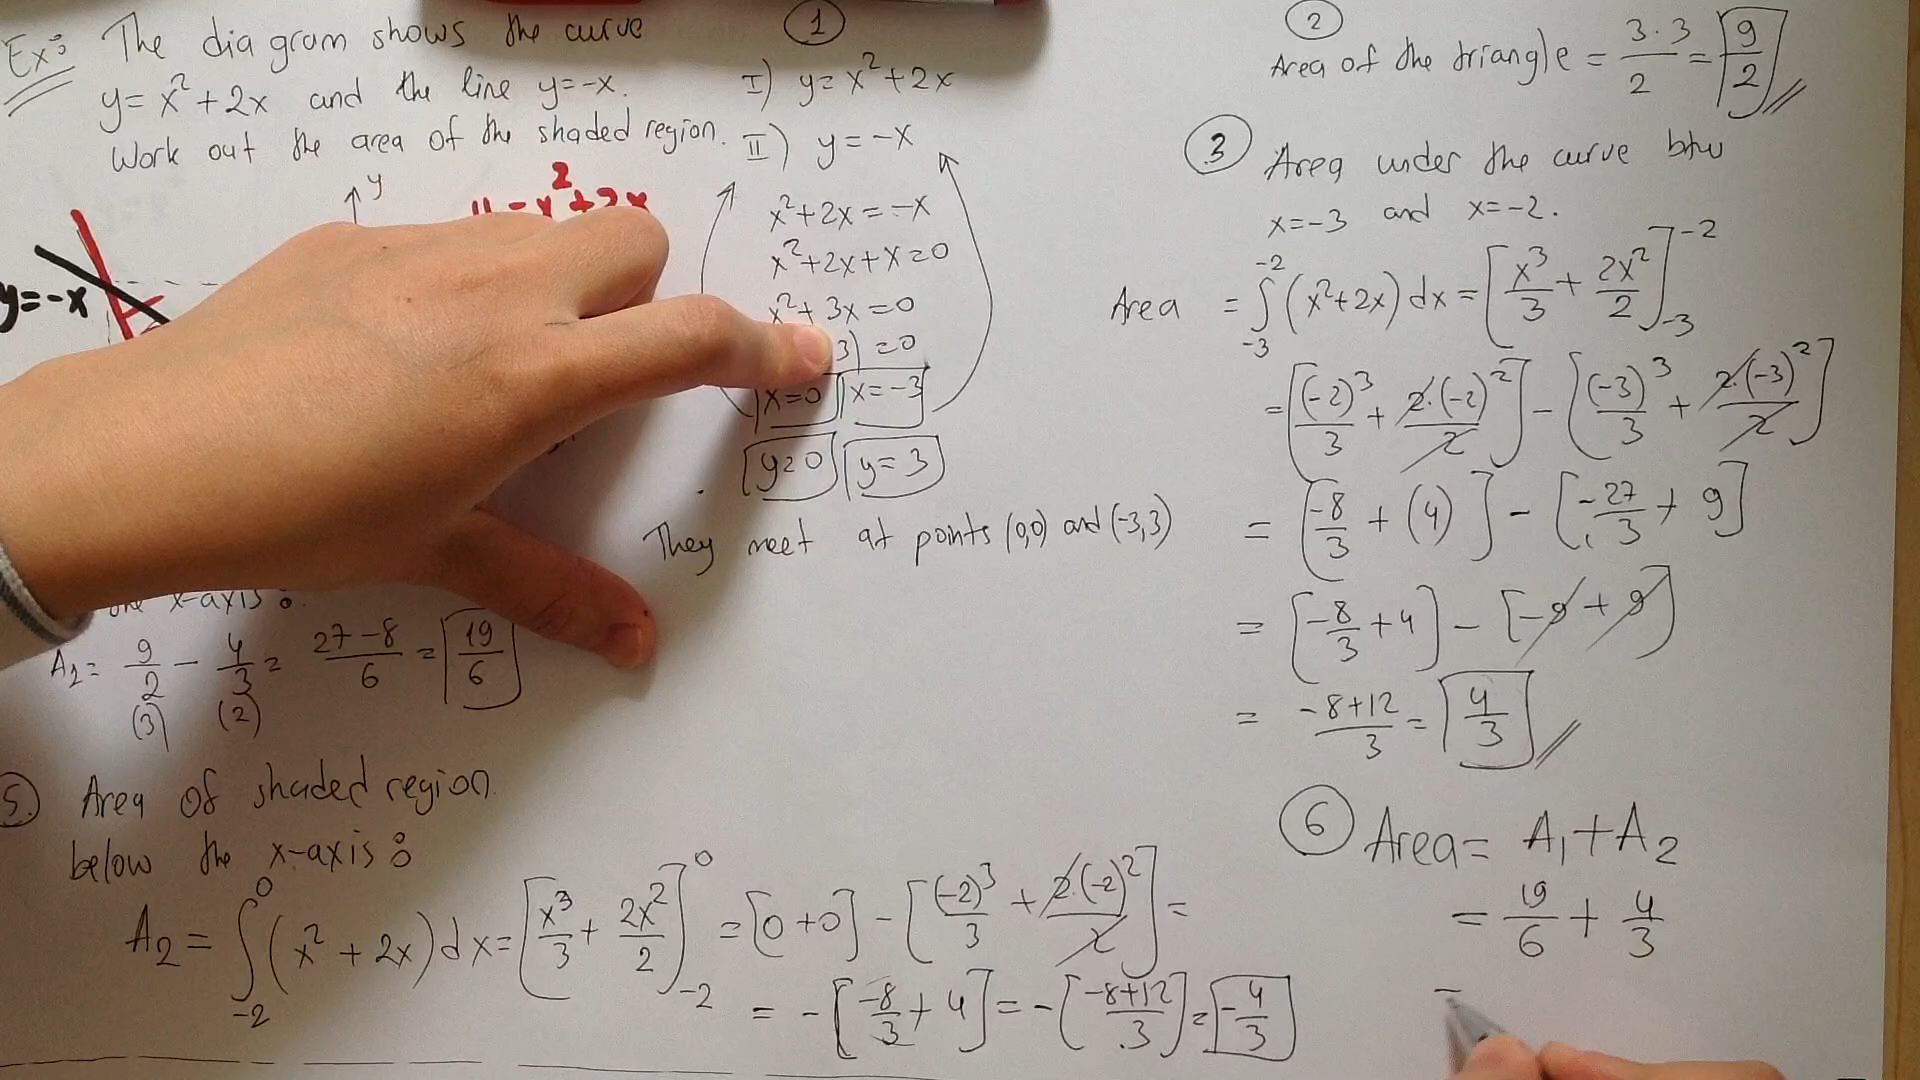 Ex: The diagram shows the curve
y = x² + 2x and the line y = -x.
Work out the area of the shaded region.
y
y = x² + 2x
y = -x
①
I) y = x² + 2x
II) y = -x
x² + 2x = -x
x² + 2x + x = 0
x² + 3x = 0
3) = 0
x = 0 x = -3
y = 0 y = 3
They meet at points (0,0) and (-3,3)
②
Area of the triangle = 3·3/2 = 9/2
③ Area under the curve btw
x = -3 and x = -2.
Area = ∫₋₃⁻² (x² + 2x) dx = [x³/3 + 2x²/2]₋₃⁻²
= [(-2)³/3 + 2·(-2)²/2] - [(-3)³/3 + 2·(-3)²/2]
= [-8/3 + (4)] - [-27/3 + 9]
= [-8/3 + 4] - [-9 + 9]
= -8+12/3 = 4/3
x-axis:
A₂ = 9/2 - 4/3 = 27-8/6 = 19/6
(3) (2)
5. Area of shaded region
below the x-axis:
A₂ = ∫₋₂⁰ (x² + 2x) dx = [x³/3 + 2x²/2]₋₂⁰ = [0 + 0] - [(-2)³/3 + 2·(-2)²/2] =
= -[-8/3 + 4] = -[-8+12/3] = -4/3
⑥ Area = A₁ + A₂
= 19/6 + 4/3